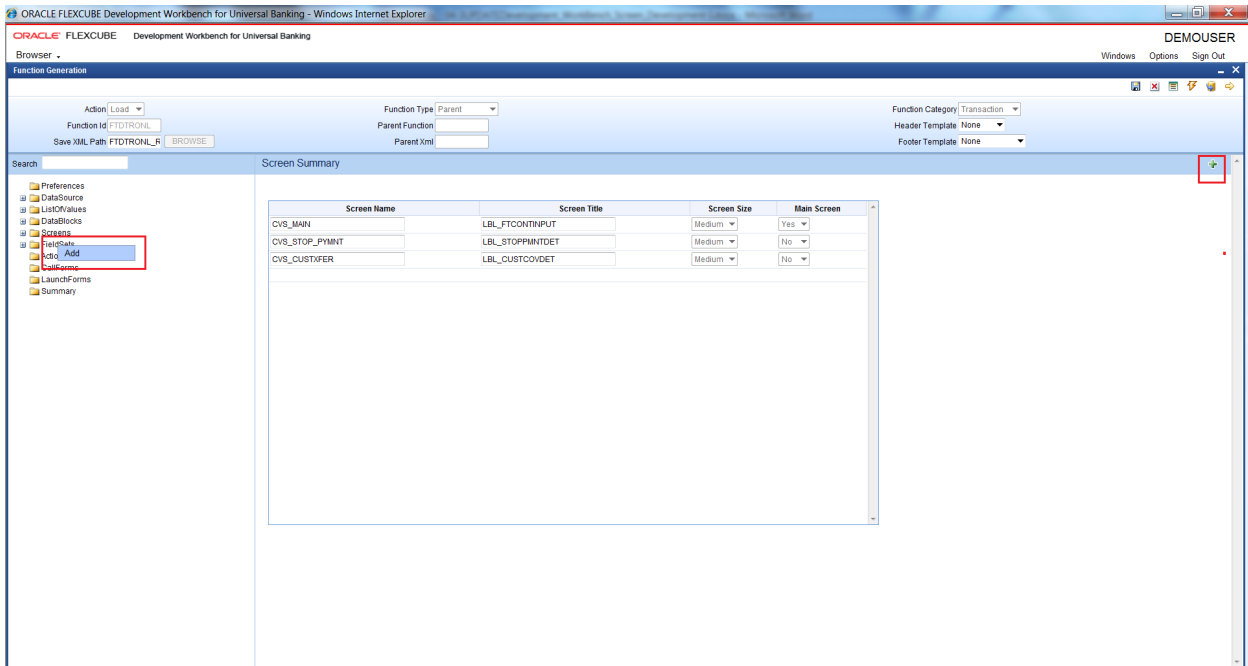 ORACLE FLEXCUBE Development Workbench for Universal Banking - Windows Internet Explorer
ORACLE FLEXCUBE Development Workbench for Universal Banking DEMOUSER
Browser Windows Options Sign Out
Function Generation
Action Load Function Type Parent Function Category Transaction
Function Id FTDTRONL Parent Function Header Template None
Save XML Path FTDTRONL_R BROWSE Parent Xml Footer Template None
Search Screen Summary
Preferences
DataSource
ListOfValues
DataBlocks
Screens
FieldSets
Add
Actio
CallForms
LaunchForms
Summary
Screen Name Screen Title Screen Size Main Screen
CVS_MAIN LBL_FTCONTINPUT Medium Yes
CVS_STOP_PYMNT LBL_STOPPMNTDET Medium No
CVS_CUSTXFER LBL_CUSTCOVDET Medium No